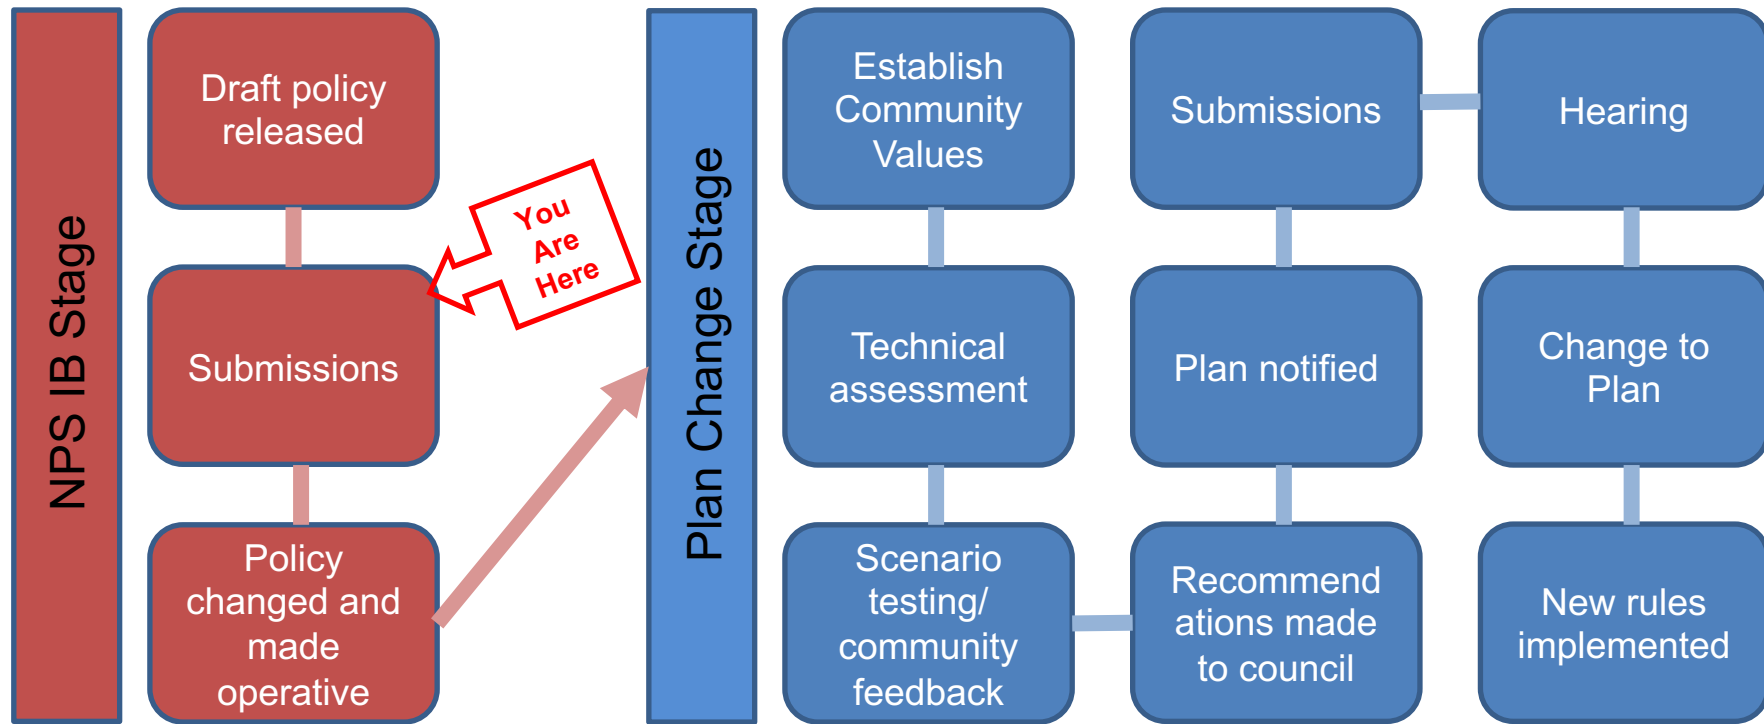 NPS IB Stage
Draft policy
released
Submissions
Policy
changed and
made
operative
You
Are
Here
Plan Change Stage
Establish
Community
Values
Technical
assessment
Scenario
testing/
community
feedback
Recommend
ations made
to council
Plan notified
Submissions
Hearing
Change to
Plan
New rules
implemented